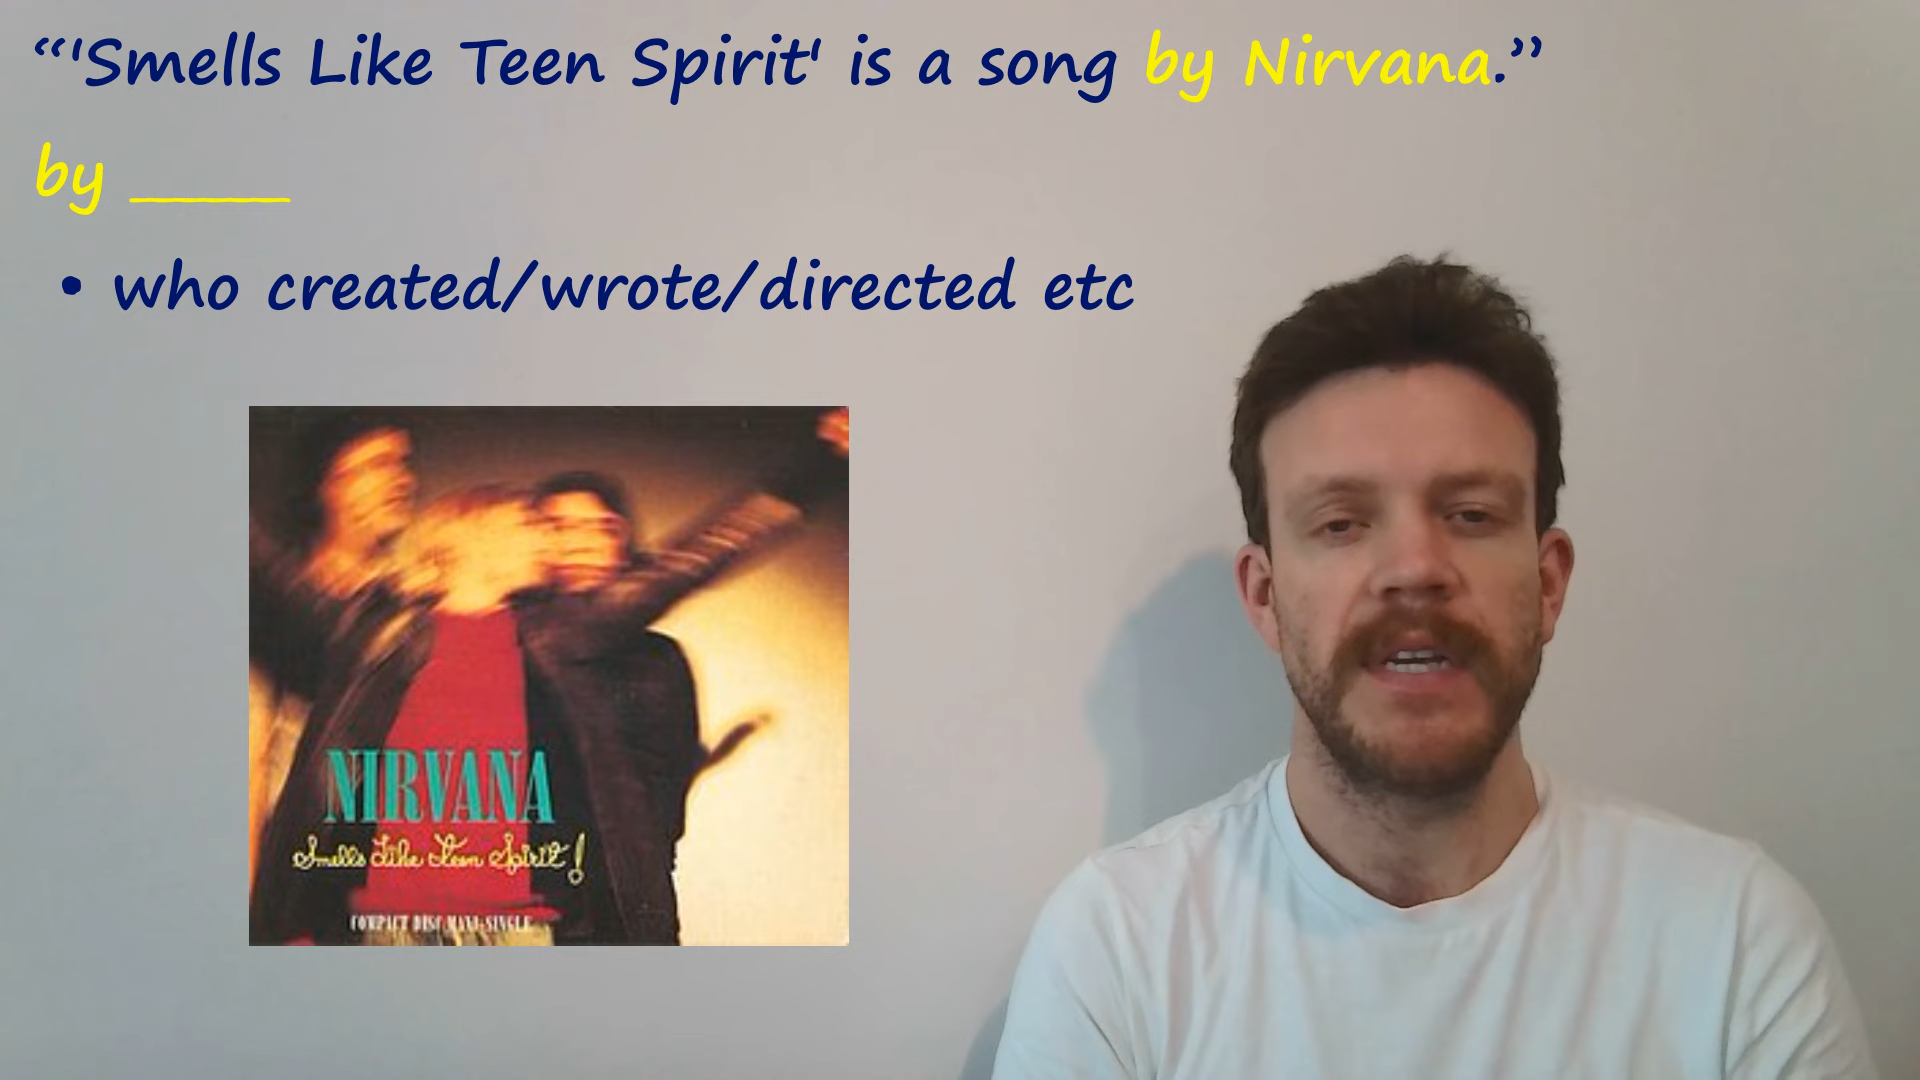 “'Smells Like Teen Spirit' is a song by Nirvana.”
by _____
• who created/wrote/directed etc
NIRVANA
Smells Like Teen Spirit!
COMPACT DISC MAXI-SINGLE